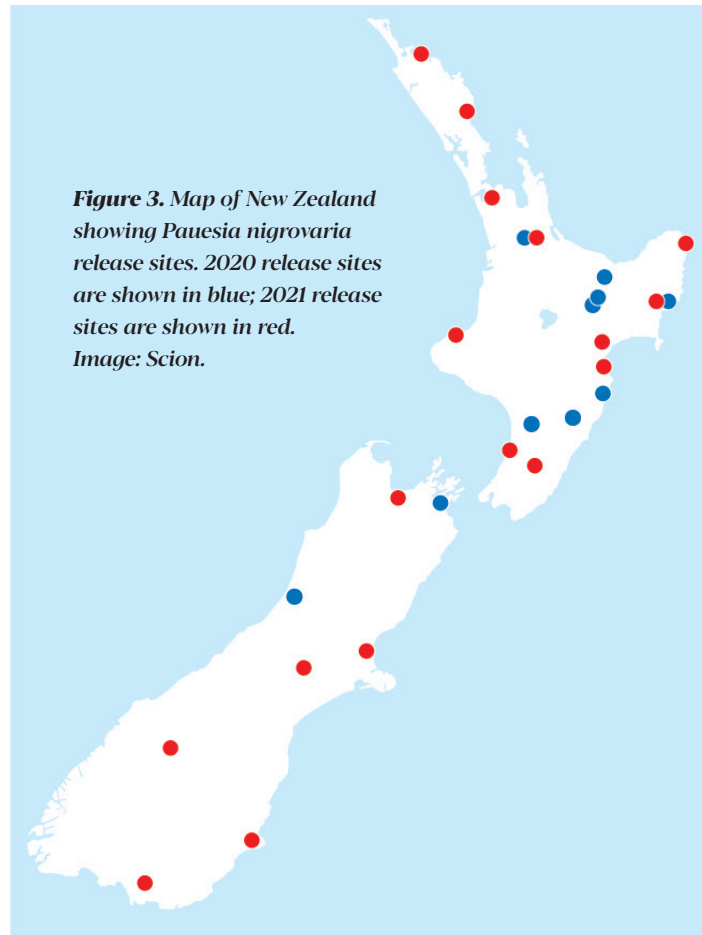 Figure 3. Map of New Zealand
showing Pauesia nigrovaria
release sites. 2020 release sites
are shown in blue; 2021 release
sites are shown in red.
Image: Scion.